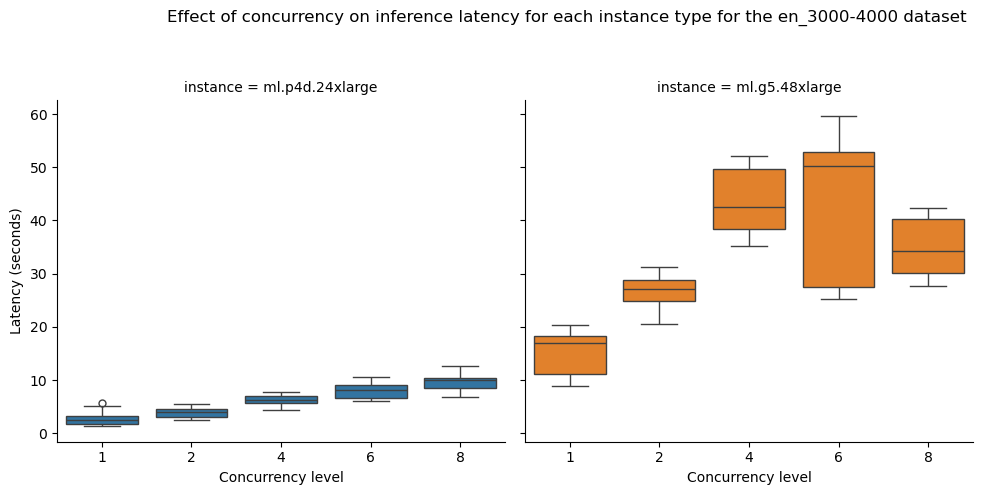 Effect of concurrency on inference latency for each instance type for the en_3000-4000 dataset
instance = ml.p4d.24xlarge
instance = ml.g5.48xlarge
Latency (seconds)
60
50
40
30
20
10
0
1 2 4 6 8
1 2 4 6 8
Concurrency level
Concurrency level